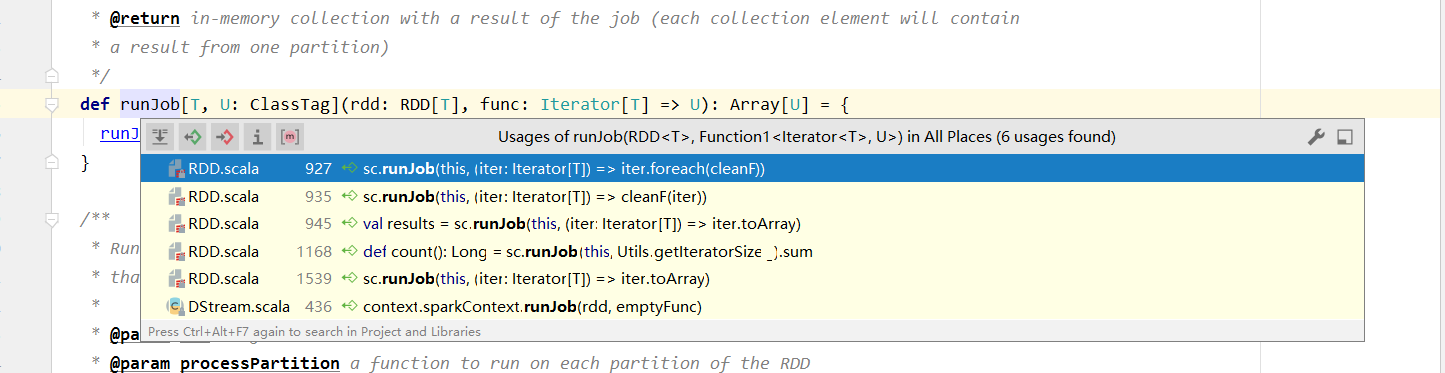 * @return in-memory collection with a result of the job (each collection element will contain
* a result from one partition)
*/
def runJob[T, U: ClassTag](rdd: RDD[T], func: Iterator[T] => U): Array[U] = {
runJ
Usages of runJob(RDD<T>, Function1<Iterator<T>, U>) in All Places (6 usages found)
}
RDD.scala 927 sc.runJob(this, (iter: Iterator[T]) => iter.foreach(cleanF))
RDD.scala 935 sc.runJob(this, (iter: Iterator[T]) => cleanF(iter))
RDD.scala 945 val results = sc.runJob(this, (iter: Iterator[T]) => iter.toArray)
/**
* Run
RDD.scala 1168 def count(): Long = sc.runJob(this, Utils.getIteratorSize _).sum
* tha
RDD.scala 1539 sc.runJob(this, (iter: Iterator[T]) => iter.toArray)
*
DStream.scala 436 context.sparkContext.runJob(rdd, emptyFunc)
* @pa
Press Ctrl+Alt+F7 again to search in Project and Libraries
* @param processPartition a function to run on each partition of the RDD